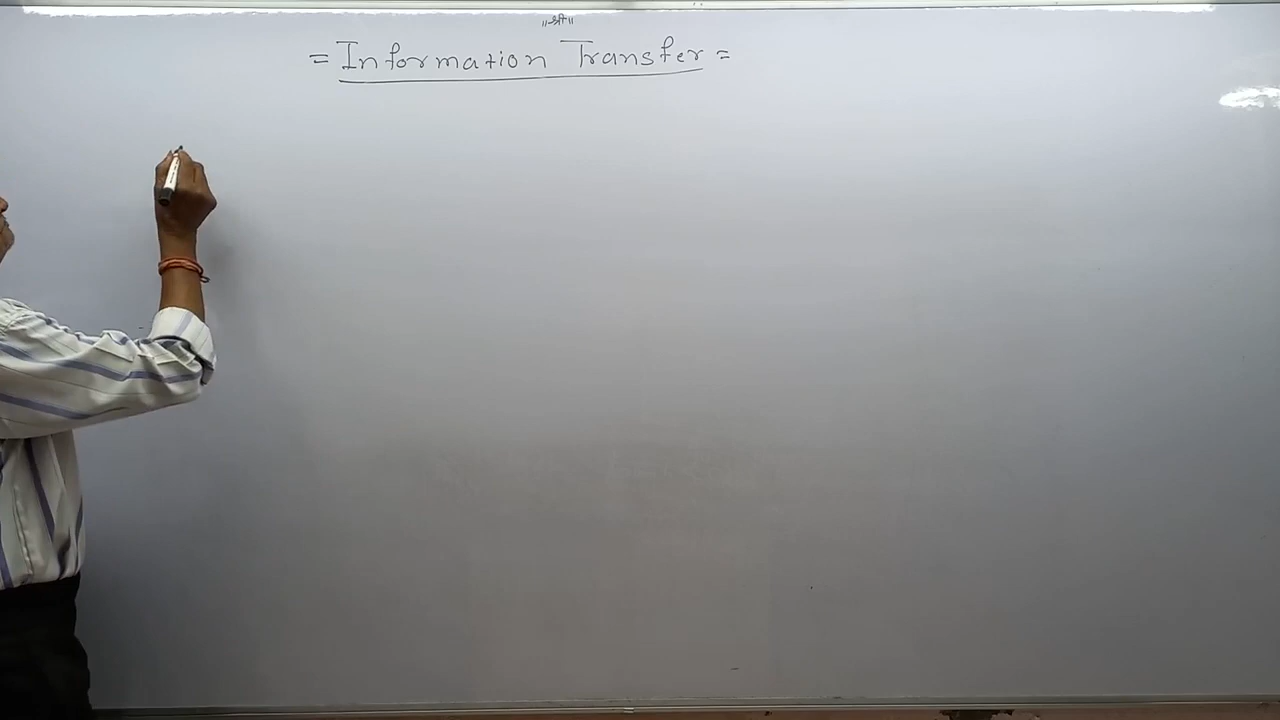 ॥श्री॥
= Information Transfer =